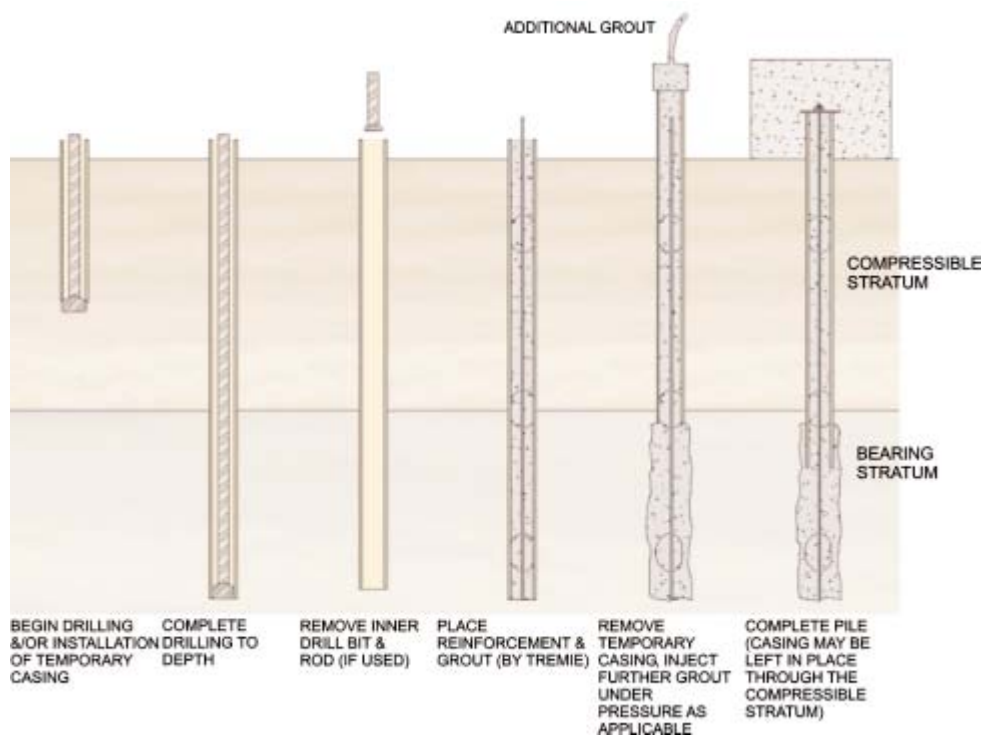 ADDITIONAL GROUT
COMPRESSIBLE
STRATUM
BEARING
STRATUM
BEGIN DRILLING
&/OR INSTALLATION
OF TEMPORARY
CASING
COMPLETE
DRILLING TO
DEPTH
REMOVE INNER
DRILL BIT &
ROD (IF USED)
PLACE
REINFORCEMENT &
GROUT (BY TREMIE)
REMOVE
TEMPORARY
CASING, INJECT
FURTHER GROUT
UNDER
PRESSURE AS
APPLICABLE
COMPLETE PILE
(CASING MAY BE
LEFT IN PLACE
THROUGH THE
COMPRESSIBLE
STRATUM)